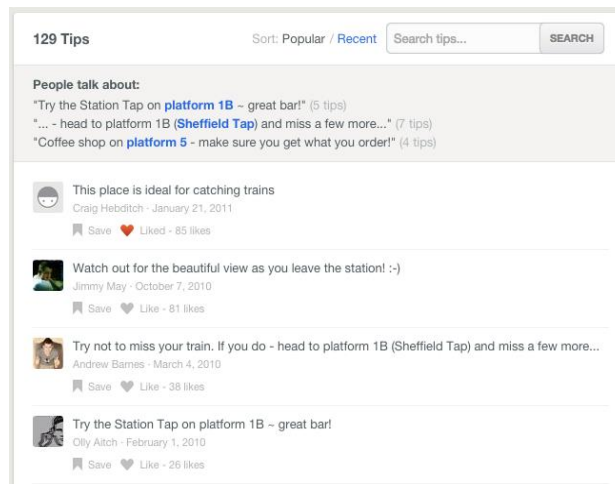 129 Tips
Sort: Popular / Recent
Search tips...
SEARCH
People talk about:
"Try the Station Tap on platform 1B ~ great bar!" (5 tips)
"... - head to platform 1B (Sheffield Tap) and miss a few more..." (7 tips)
"Coffee shop on platform 5 - make sure you get what you order!" (4 tips)
This place is ideal for catching trains
Craig Hebditch · January 21, 2011
Save Liked - 85 likes
Watch out for the beautiful view as you leave the station! :-)
Jimmy May · October 7, 2010
Save Like - 81 likes
Try not to miss your train. If you do - head to platform 1B (Sheffield Tap) and miss a few more...
Andrew Barnes · March 4, 2010
Save Like - 38 likes
Try the Station Tap on platform 1B ~ great bar!
Olly Aitch · February 1, 2010
Save Like - 26 likes